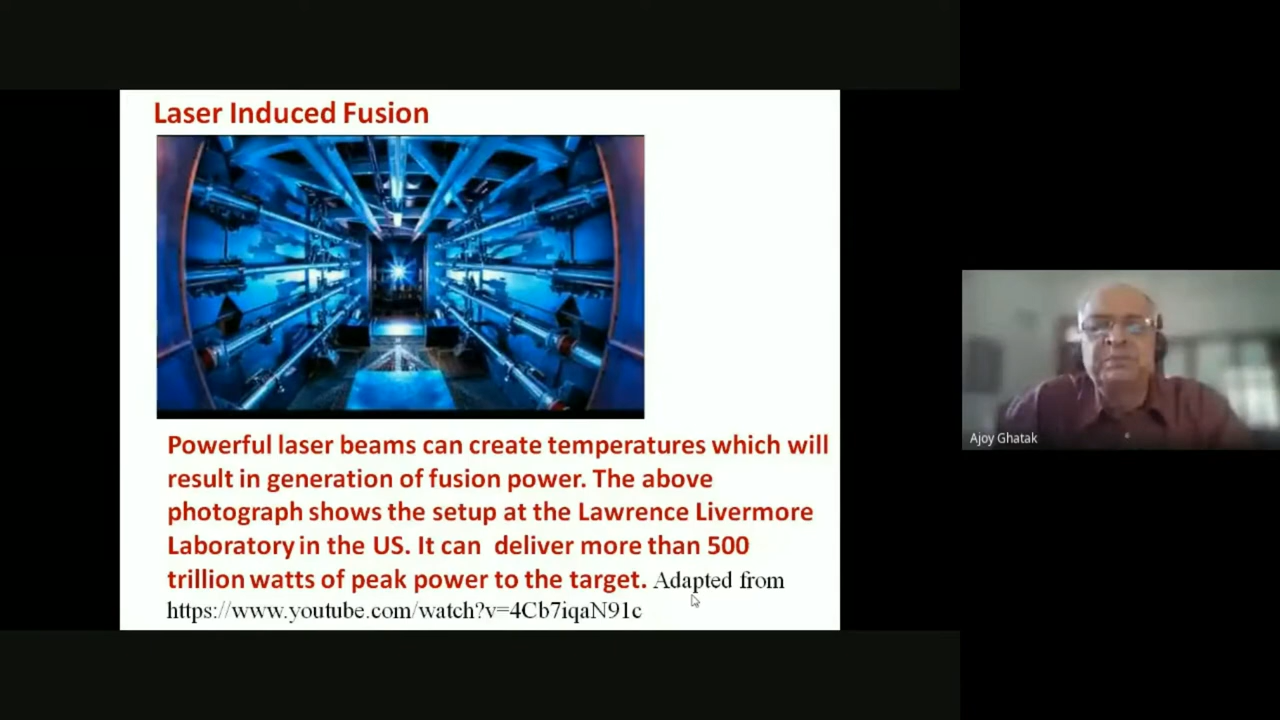 Laser Induced Fusion
Powerful laser beams can create temperatures which will
result in generation of fusion power. The above
photograph shows the setup at the Lawrence Livermore
Laboratory in the US. It can deliver more than 500
trillion watts of peak power to the target. Adapted from
https://www.youtube.com/watch?v=4Cb7iqaN91c
Ajoy Ghatak